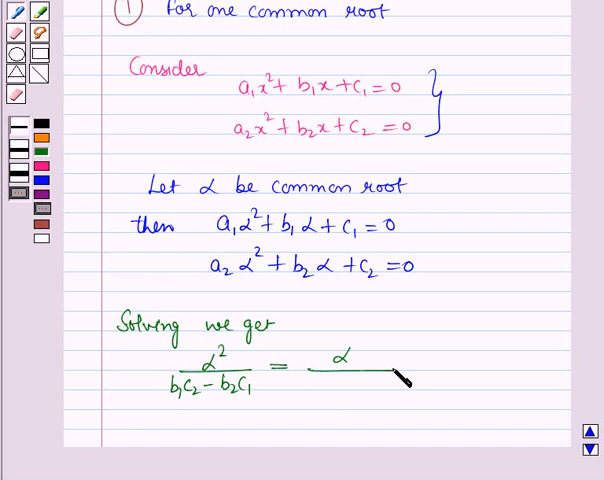 ① For one common root
Consider
a₁x² + b₁x + c₁ = 0
a₂x² + b₂x + c₂ = 0
Let α be common root
then a₁α² + b₁α + c₁ = 0
a₂α² + b₂α + c₂ = 0
Solving we get
α² / b₁c₂ - b₂c₁ = α /